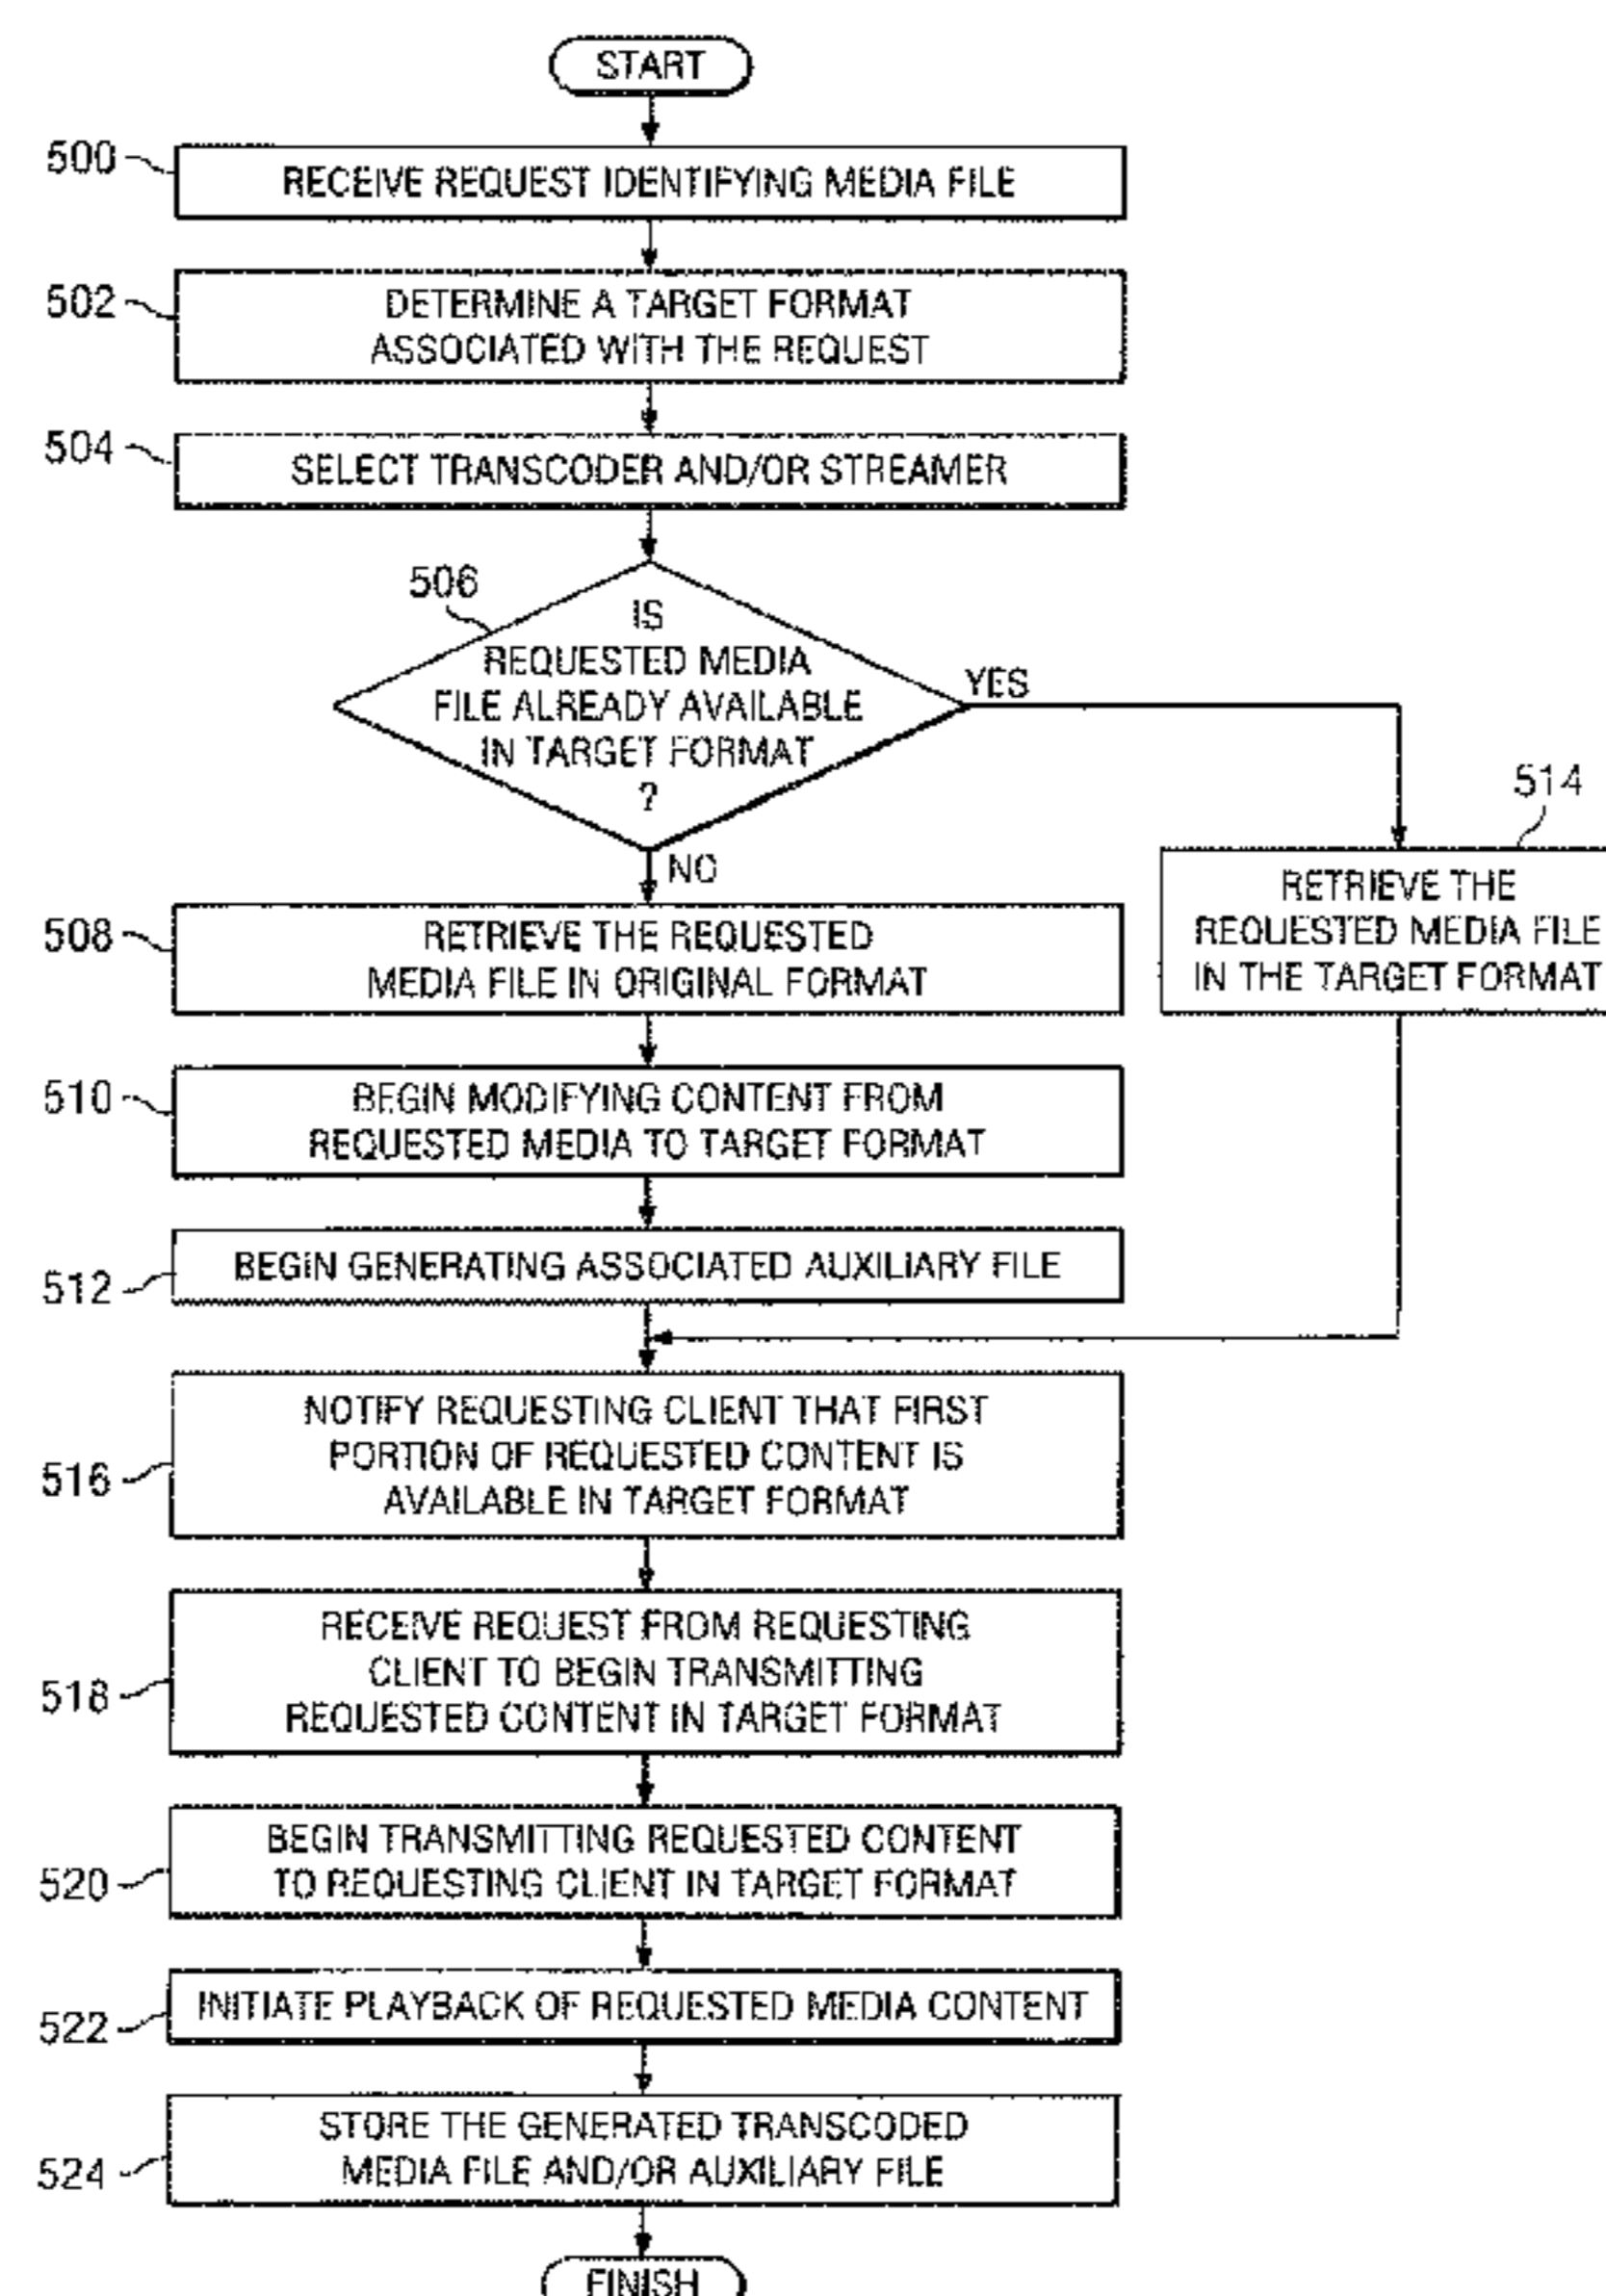 START
500
RECEIVE REQUEST IDENTIFYING MEDIA FILE
502
DETERMINE A TARGET FORMAT
ASSOCIATED WITH THE REQUEST
504
SELECT TRANSCODER AND/OR STREAMER
506
IS
REQUESTED MEDIA
FILE ALREADY AVAILABLE
IN TARGET FORMAT
?
YES
NO
514
RETRIEVE THE
REQUESTED MEDIA FILE
IN THE TARGET FORMAT
508
RETRIEVE THE REQUESTED
MEDIA FILE IN ORIGINAL FORMAT
510
BEGIN MODIFYING CONTENT FROM
REQUESTED MEDIA TO TARGET FORMAT
512
BEGIN GENERATING ASSOCIATED AUXILIARY FILE
516
NOTIFY REQUESTING CLIENT THAT FIRST
PORTION OF REQUESTED CONTENT IS
AVAILABLE IN TARGET FORMAT
518
RECEIVE REQUEST FROM REQUESTING
CLIENT TO BEGIN TRANSMITTING
REQUESTED CONTENT IN TARGET FORMAT
520
BEGIN TRANSMITTING REQUESTED CONTENT
TO REQUESTING CLIENT IN TARGET FORMAT
522
INITIATE PLAYBACK OF REQUESTED MEDIA CONTENT
524
STORE THE GENERATED TRANSCODED
MEDIA FILE AND/OR AUXILIARY FILE
FINISH